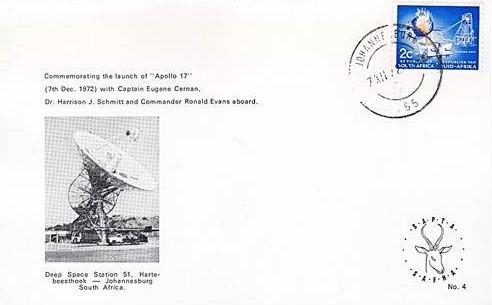 Commemorating the launch of "Apollo 17"
(7th Dec. 1972) with Captain Eugene Cernan,
Dr. Harrison J. Schmitt and Commander Ronald Evans aboard.
JOHANNESBURG
7 XII 72
55
2c
REPUBLIC OF SOUTH AFRICA
REPUBLIEK VAN SUID-AFRIKA
Deep Space Station 51, Harte-
beesthoek — Johannesburg
South Africa.
S·A·P·T·A
S·A·F·H·A
No. 4